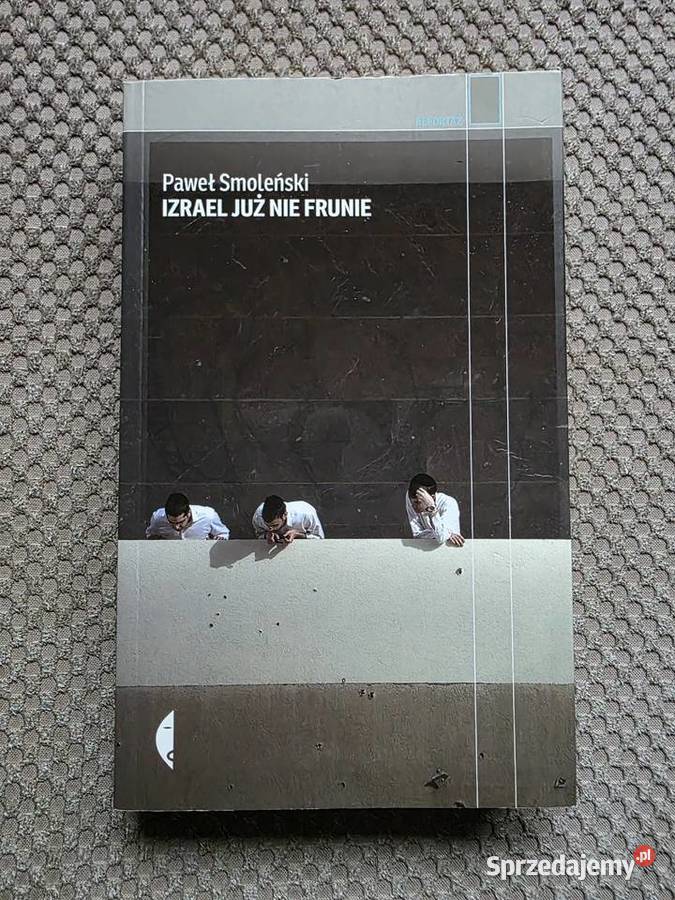 REPORTAŻ
Paweł Smoleński
IZRAEL JUŻ NIE FRUNIE
Sprzedajemy.pl